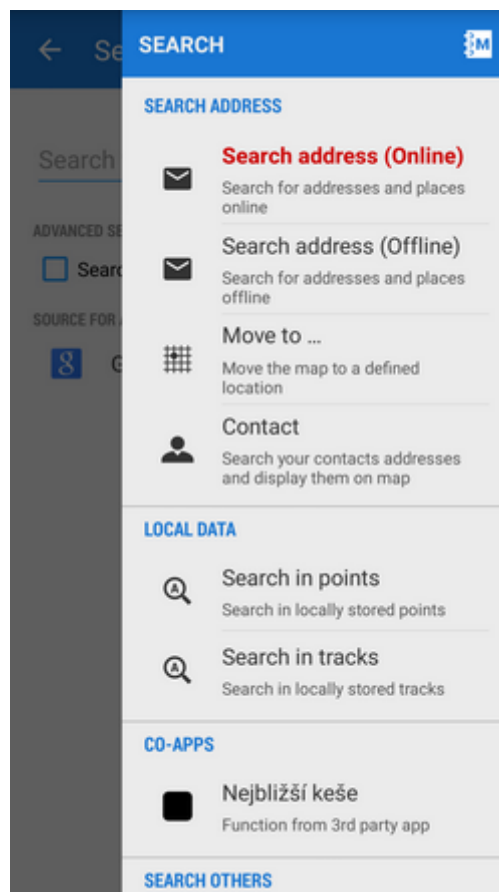 Se
SEARCH
M
SEARCH ADDRESS
Search
Search address (Online)
Search for addresses and places
online
ADVANCED SE
Searc
Search address (Offline)
Search for addresses and places
offline
SOURCE FOR
8
G
Move to ...
Move the map to a defined
location
Contact
Search your contacts addresses
and display them on map
LOCAL DATA
A
Search in points
Search in locally stored points
A
Search in tracks
Search in locally stored tracks
CO-APPS
Nejbližší keše
Function from 3rd party app
SEARCH OTHERS